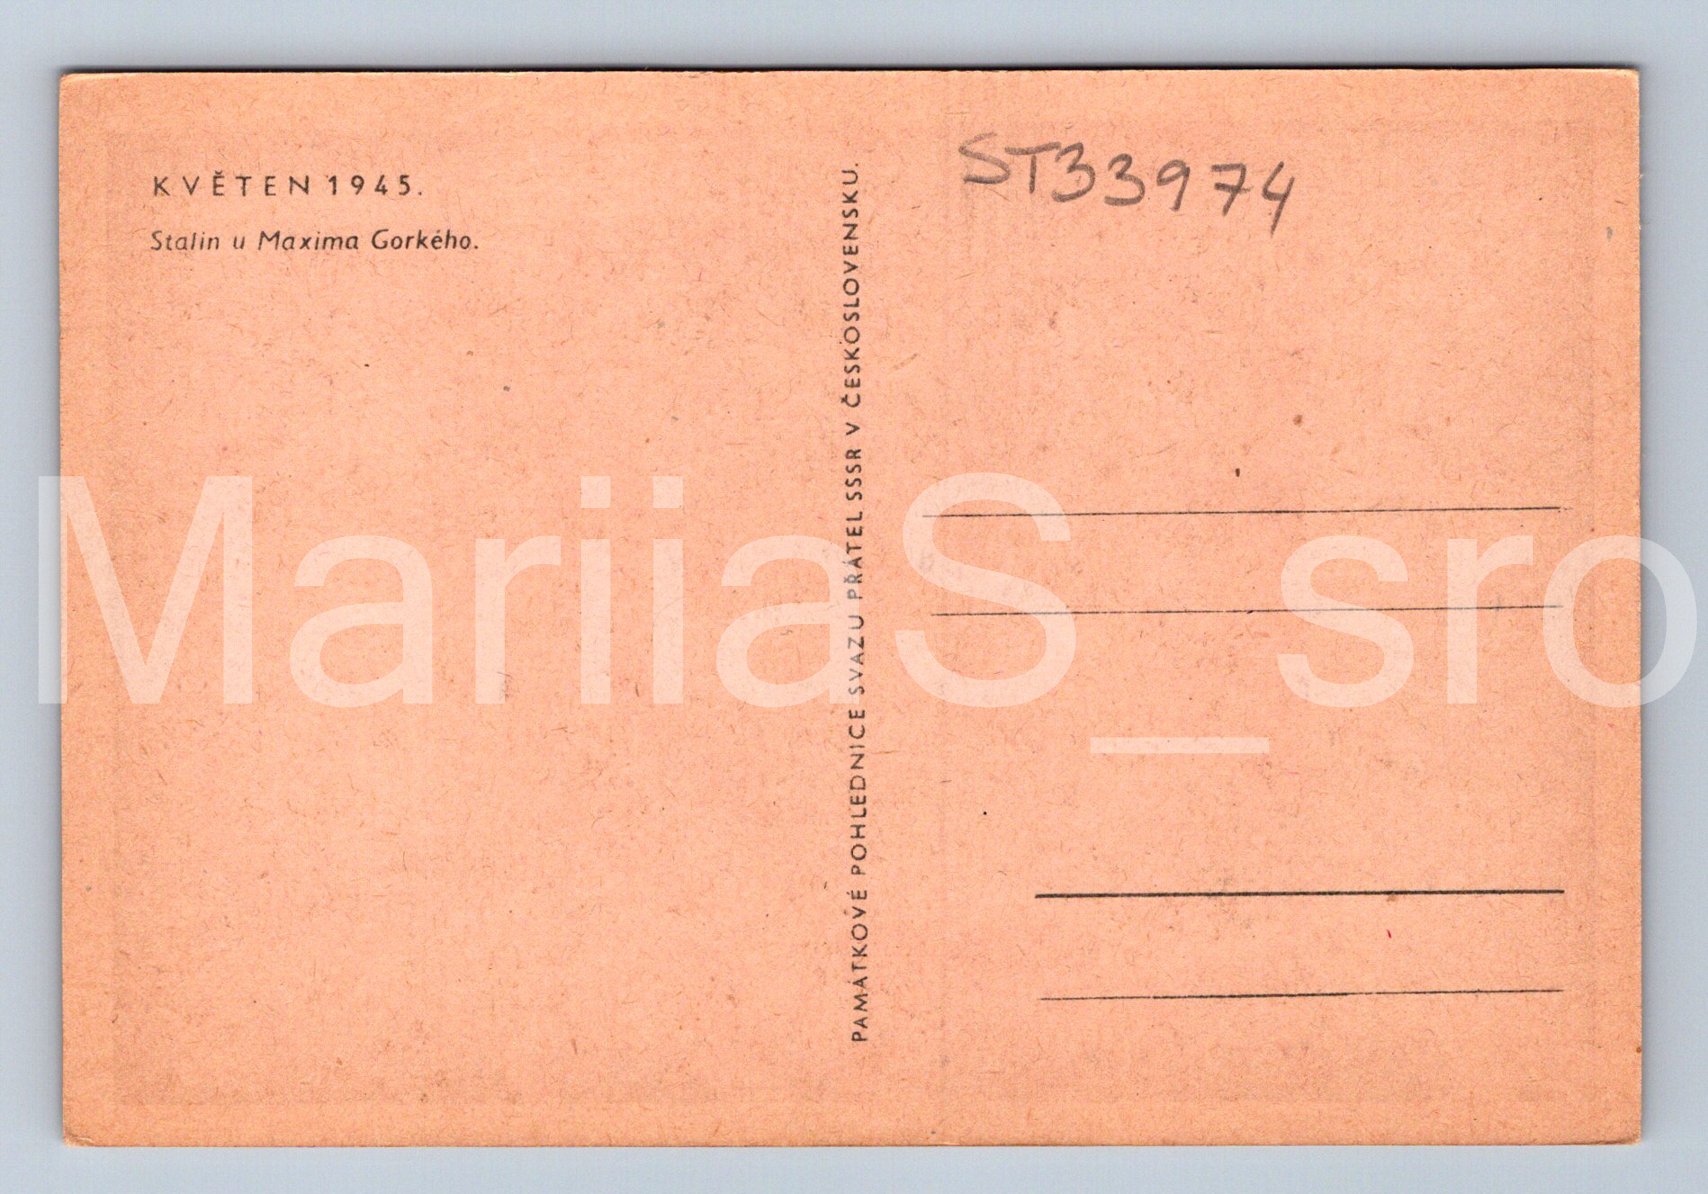 KVĚTEN 1945.
Stalin u Maxima Gorkého.
PAMÁTKOVÉ POHLEDNICE SVAZU PŘÁTEL SSSR V ČESKOSLOVENSKU.
ST33974
MariiaS_sro